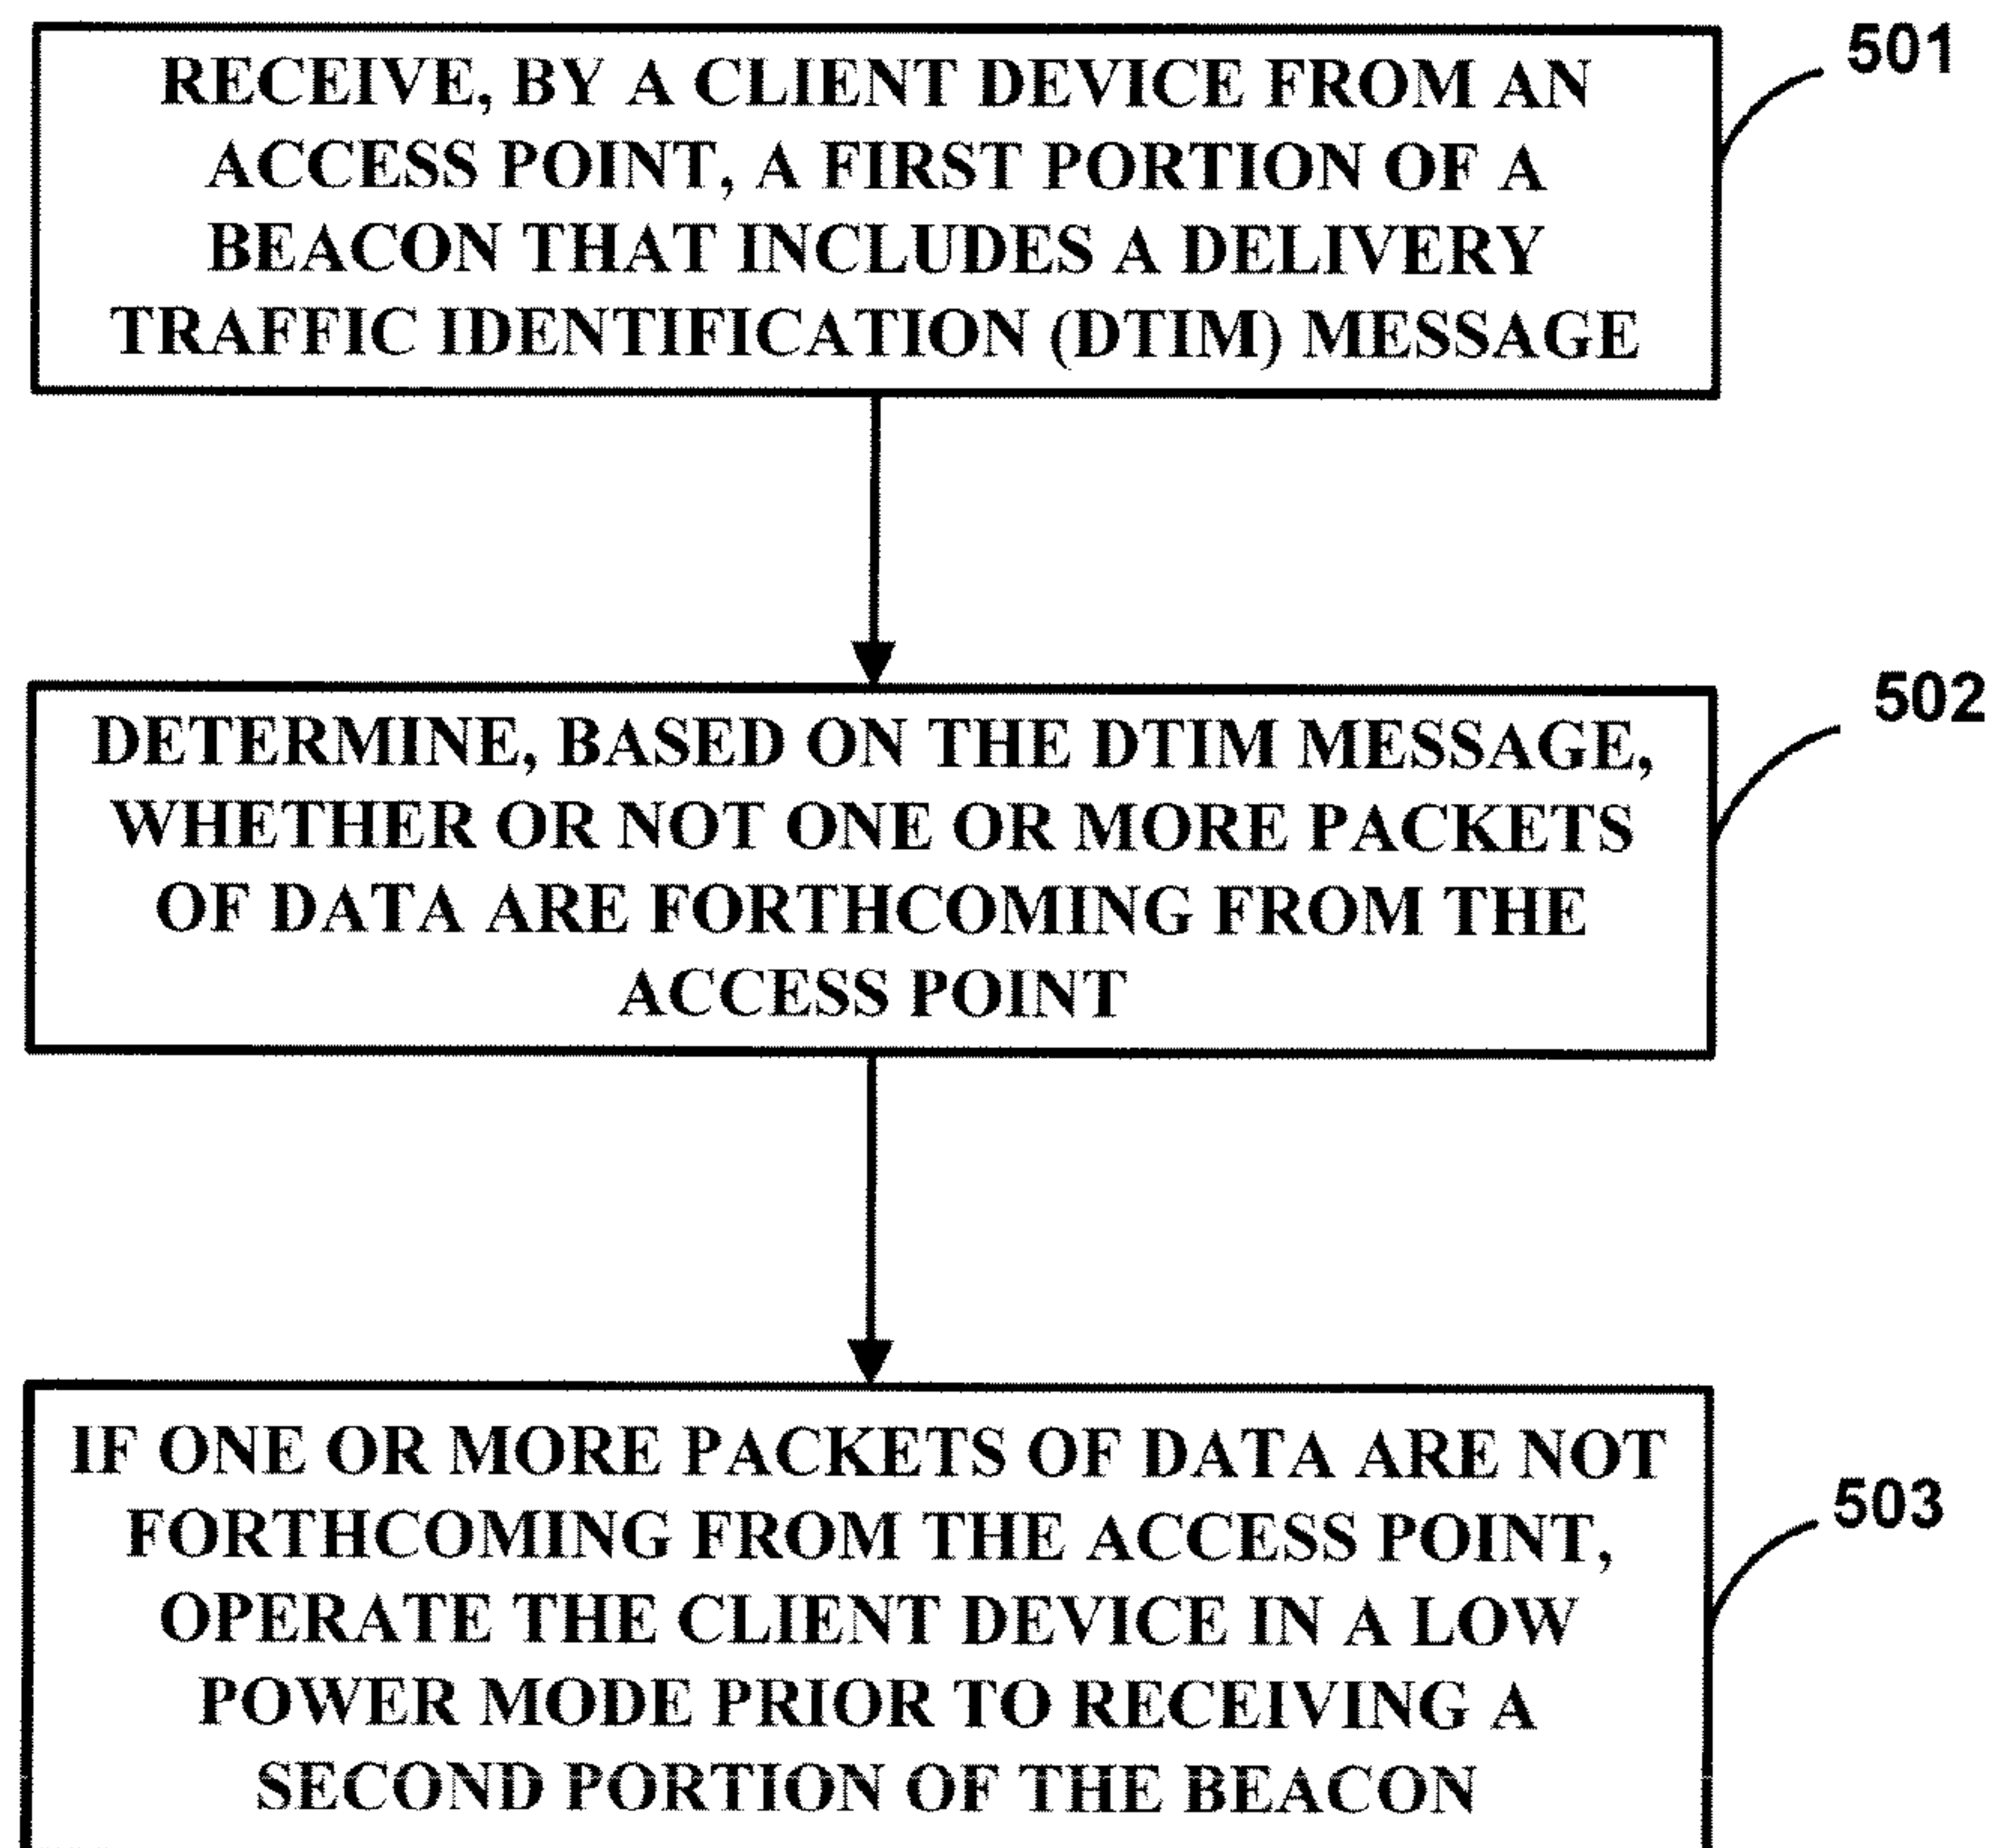 501
RECEIVE, BY A CLIENT DEVICE FROM AN
ACCESS POINT, A FIRST PORTION OF A
BEACON THAT INCLUDES A DELIVERY
TRAFFIC IDENTIFICATION (DTIM) MESSAGE
502
DETERMINE, BASED ON THE DTIM MESSAGE,
WHETHER OR NOT ONE OR MORE PACKETS
OF DATA ARE FORTHCOMING FROM THE
ACCESS POINT
503
IF ONE OR MORE PACKETS OF DATA ARE NOT
FORTHCOMING FROM THE ACCESS POINT,
OPERATE THE CLIENT DEVICE IN A LOW
POWER MODE PRIOR TO RECEIVING A
SECOND PORTION OF THE BEACON